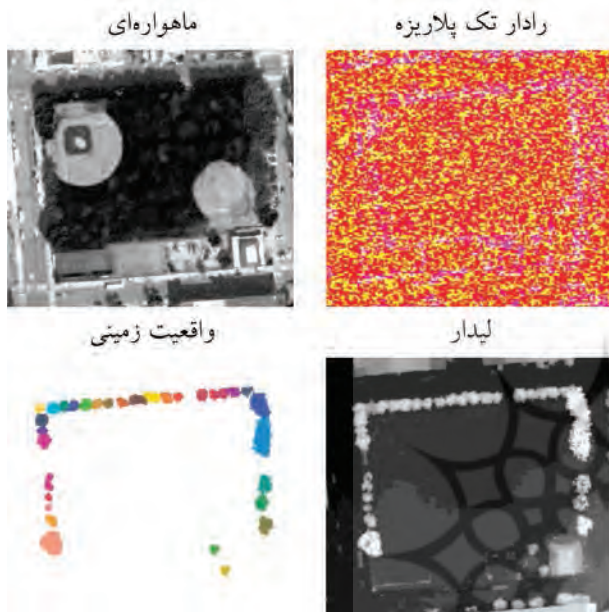 رادار تک پلاریزه
ماهواره‌ای
لیدار
واقعیت زمینی